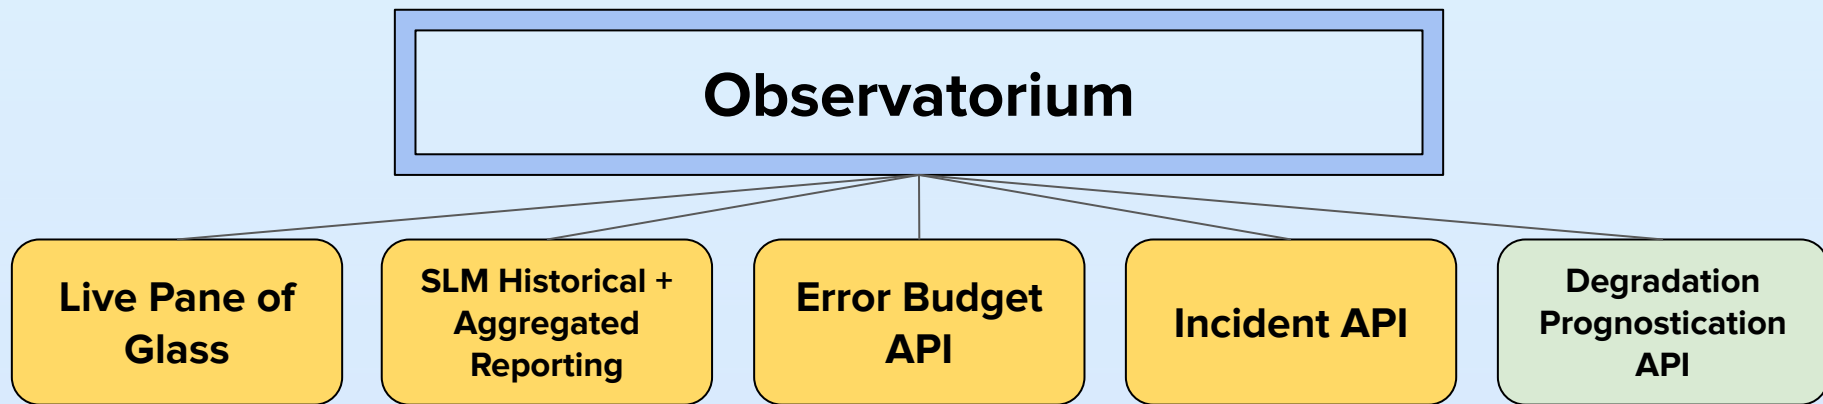 Observatorium
Live Pane of
Glass
SLM Historical +
Aggregated
Reporting
Error Budget
API
Incident API
Degradation
Prognostication
API